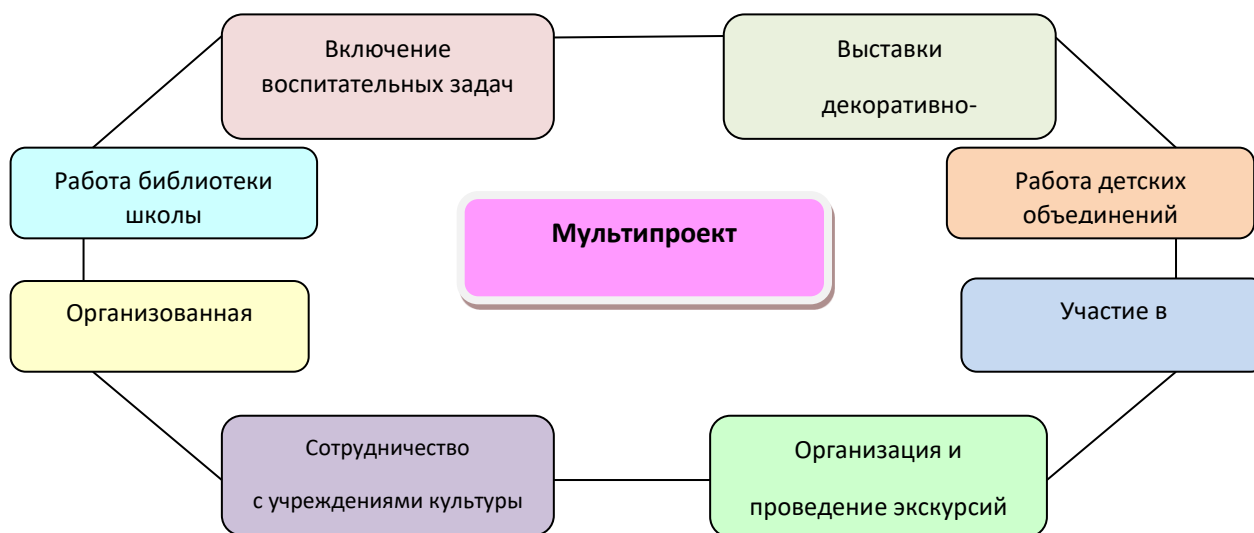 Включение
воспитательных задач
Выставки
декоративно-
Работа библиотеки
школы
Работа детских
объединений
Мультипроект
Организованная
Участие в
Сотрудничество
с учреждениями культуры
Организация и
проведение экскурсий